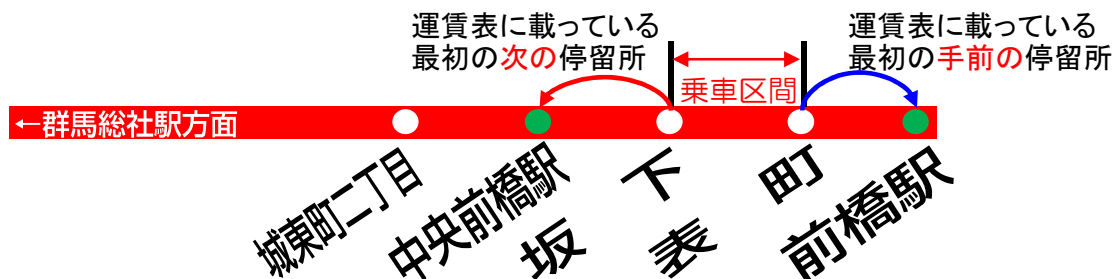 運賃表に載っている
最初の次の停留所
運賃表に載っている
最初の手前の停留所
乗車区間
←群馬総社駅方面
城東町二丁目
中央前橋駅
坂下
表町
前橋駅